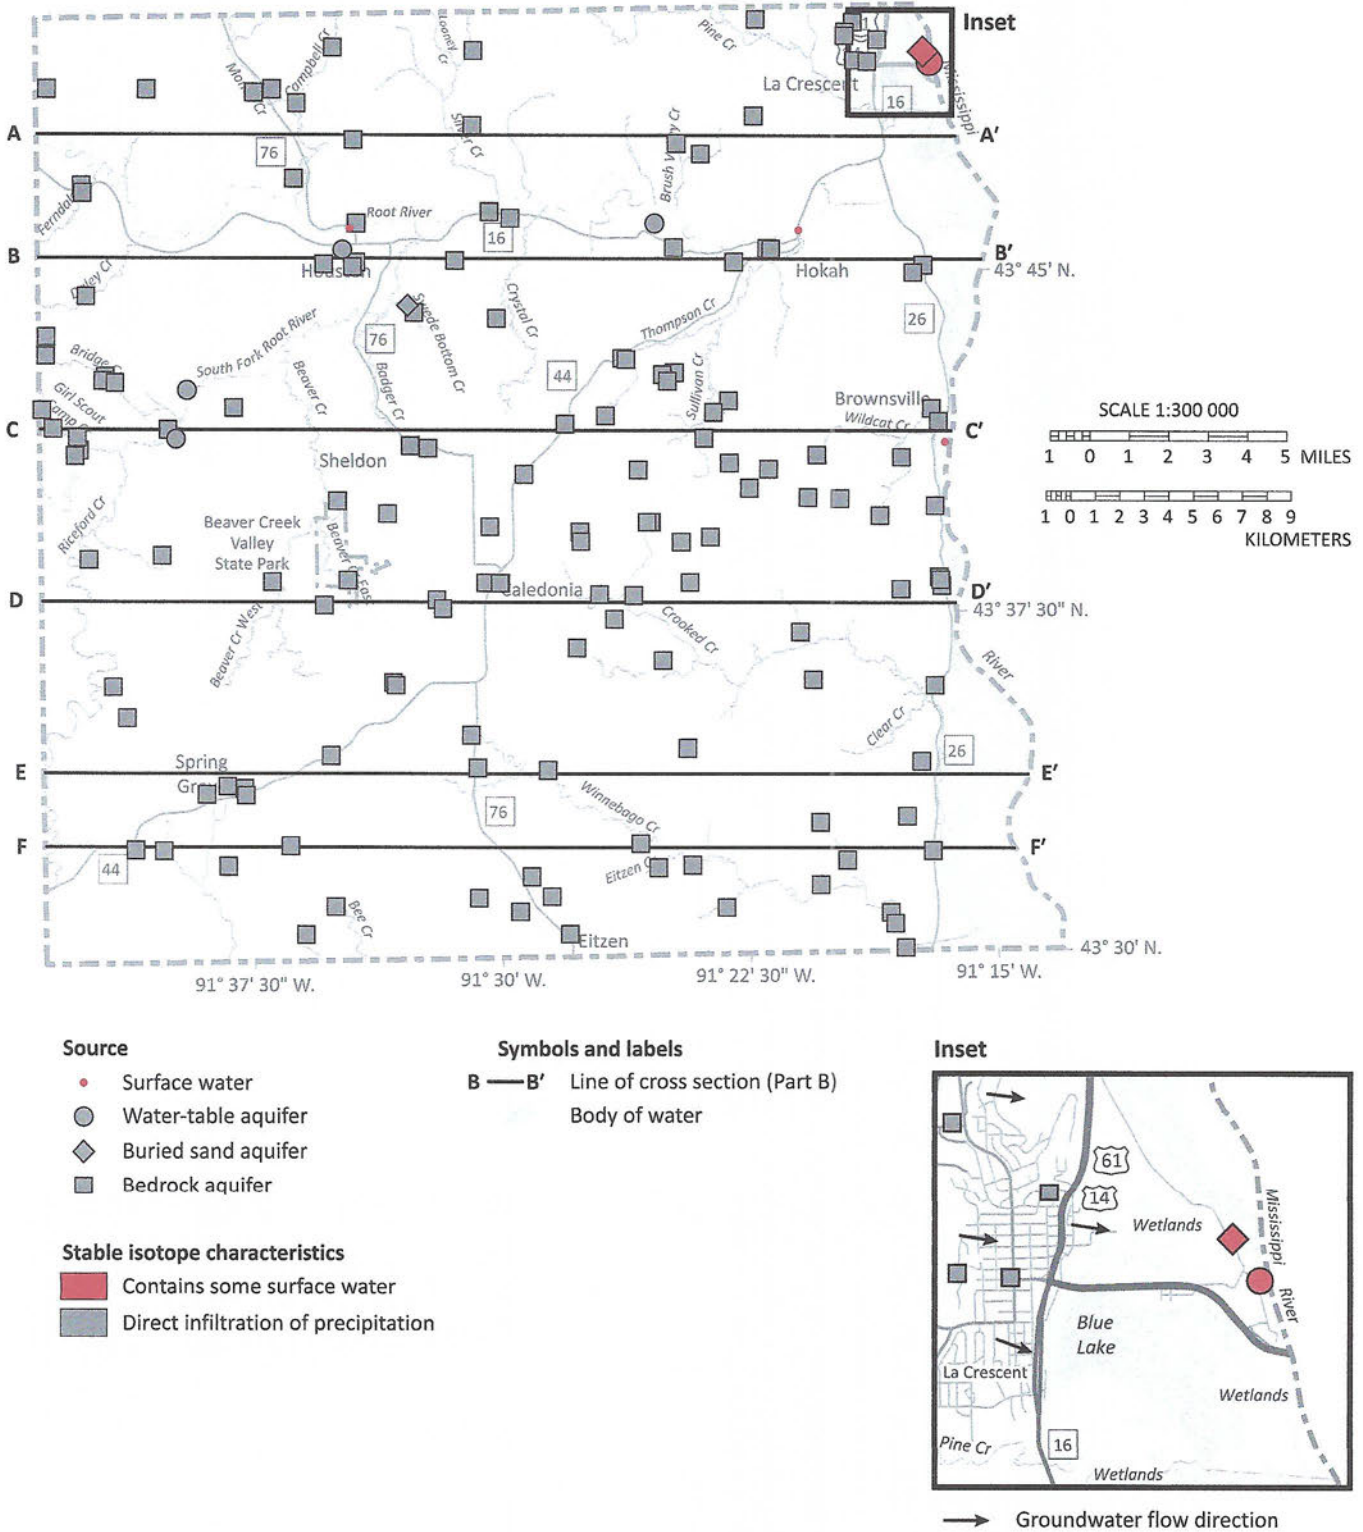 Inset
Pine Cr
Looney
Cr
Campbell Cr
La Crescent
16
Mississippi
A
A'
76
Silver Cr
Root River
16
B
B'
Hokah
43° 45' N.
Crystal Cr
Swede Bottom Cr
Thompson Cr
26
76
South Fork Root River
Beaver Cr
Badger Cr
44
Sullivan Cr
Girl Scout
Brownsville
Wildcat Cr
C
C'
SCALE 1:300 000
1 0 1 2 3 4 5 MILES
1 0 1 2 3 4 5 6 7 8 9
KILOMETERS
Sheldon
Riceford Cr
Beaver Creek
Valley
State Park
Caledonia
D
D'
43° 37' 30" N.
Beaver Cr West
Crooked Cr
River
Clear Cr
26
Spring
E
E'
Winnebago Cr
76
F
F'
44
Eitzen
Bee Cr
Eitzen
43° 30' N.
91° 37' 30" W.
91° 30' W.
91° 22' 30" W.
91° 15' W.
Source
Surface water
Water-table aquifer
Buried sand aquifer
Bedrock aquifer
Stable isotope characteristics
Contains some surface water
Direct infiltration of precipitation
Symbols and labels
B B' Line of cross section (Part B)
Body of water
Inset
61
14
Wetlands
Mississippi
River
Blue
Lake
La Crescent
Wetlands
Pine Cr
16
Wetlands
Groundwater flow direction